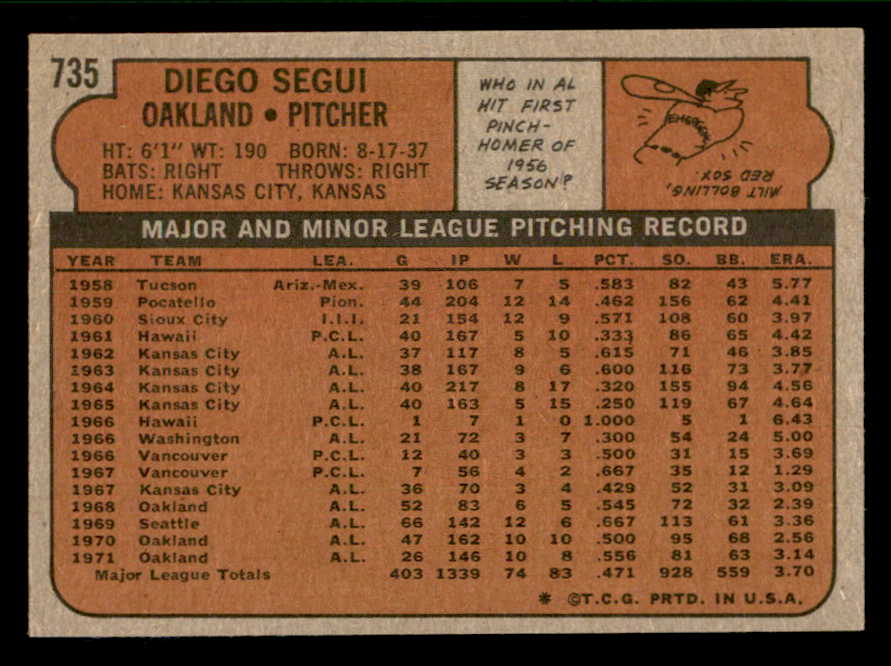 735
DIEGO SEGUI
OAKLAND • PITCHER
HT: 6'1" WT: 190 BORN: 8-17-37
BATS: RIGHT THROWS: RIGHT
HOME: KANSAS CITY, KANSAS
WHO IN AL
HIT FIRST
PINCH-
HOMER OF
1956
SEASON?
MILT BOLLING,
RED SOX.
MAJOR AND MINOR LEAGUE PITCHING RECORD
YEAR TEAM LEA. G IP W L PCT. SO. BB. ERA.
1958 Tucson Ariz.-Mex. 39 106 7 5 .583 82 43 5.77
1959 Pocatello Pion. 44 204 12 14 .462 156 62 4.41
1960 Sioux City I.I.I. 21 154 12 9 .571 108 60 3.97
1961 Hawaii P.C.L. 40 167 5 10 .333 86 65 4.42
1962 Kansas City A.L. 37 117 8 5 .615 71 46 3.85
1963 Kansas City A.L. 38 167 9 6 .600 116 73 3.77
1964 Kansas City A.L. 40 217 8 17 .320 155 94 4.56
1965 Kansas City A.L. 40 163 5 15 .250 119 67 4.64
1966 Hawaii P.C.L. 1 7 1 0 1.000 5 1 6.43
1966 Washington A.L. 21 72 3 7 .300 54 24 5.00
1966 Vancouver P.C.L. 12 40 3 3 .500 31 15 3.69
1967 Vancouver P.C.L. 7 56 4 2 .667 35 12 1.29
1967 Kansas City A.L. 36 70 3 4 .429 52 31 3.09
1968 Oakland A.L. 52 83 6 5 .545 72 32 2.39
1969 Seattle A.L. 66 142 12 6 .667 113 61 3.36
1970 Oakland A.L. 47 162 10 10 .500 95 68 2.56
1971 Oakland A.L. 26 146 10 8 .556 81 63 3.14
Major League Totals 403 1339 74 83 .471 928 559 3.70
* ©T.C.G. PRTD. IN U.S.A.